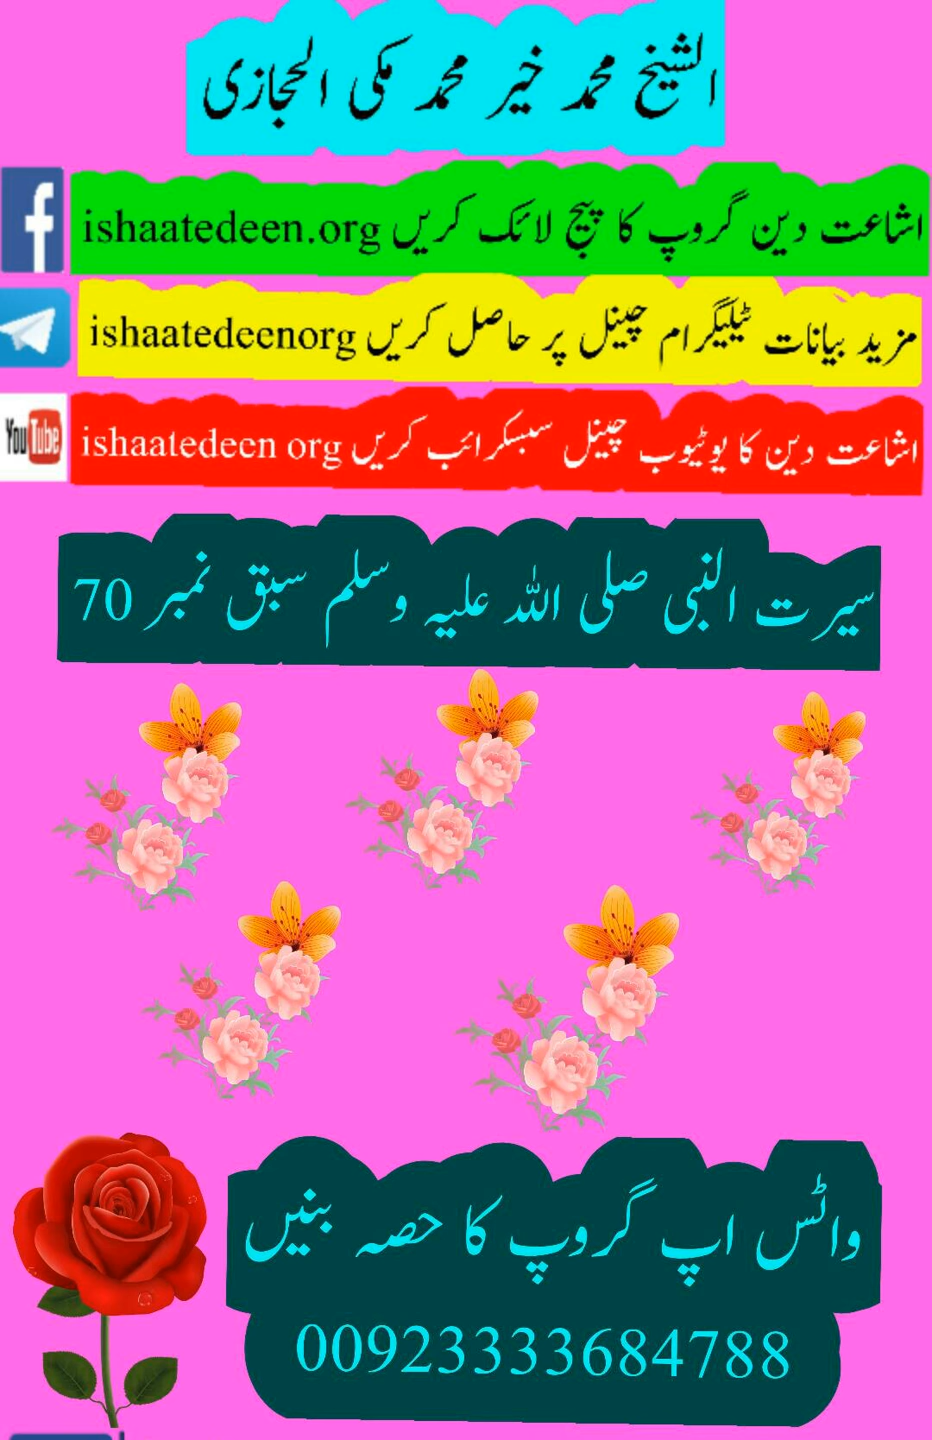 الشیخ محمد خیر محمد مکی الحجازی
اشاعت دین گروپ کا پیج لائک کریں ishaatedeen.org
مزید بیانات ٹیلیگرام چینل پر حاصل کریں ishaatedeenorg
YouTube
اشاعت دین کا یوٹیوب چینل سبسکرائب کریں ishaatedeen org
سیرت النبی صلی اللہ علیہ وسلم سبق نمبر 70
واٹس اپ گروپ کا حصہ بنیں
00923333684788